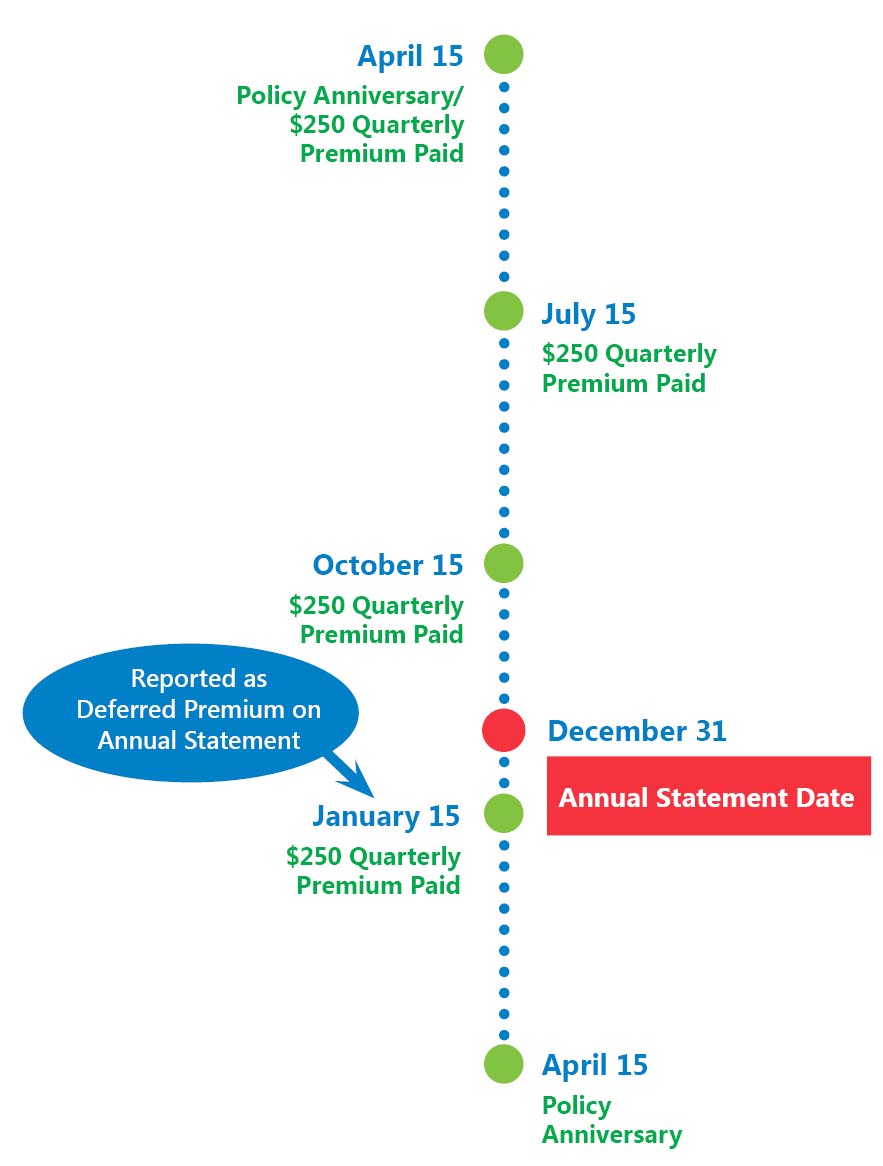 April 15
Policy Anniversary/
$250 Quarterly
Premium Paid
July 15
$250 Quarterly
Premium Paid
October 15
$250 Quarterly
Premium Paid
Reported as
Deferred Premium on
Annual Statement
December 31
Annual Statement Date
January 15
$250 Quarterly
Premium Paid
April 15
Policy
Anniversary